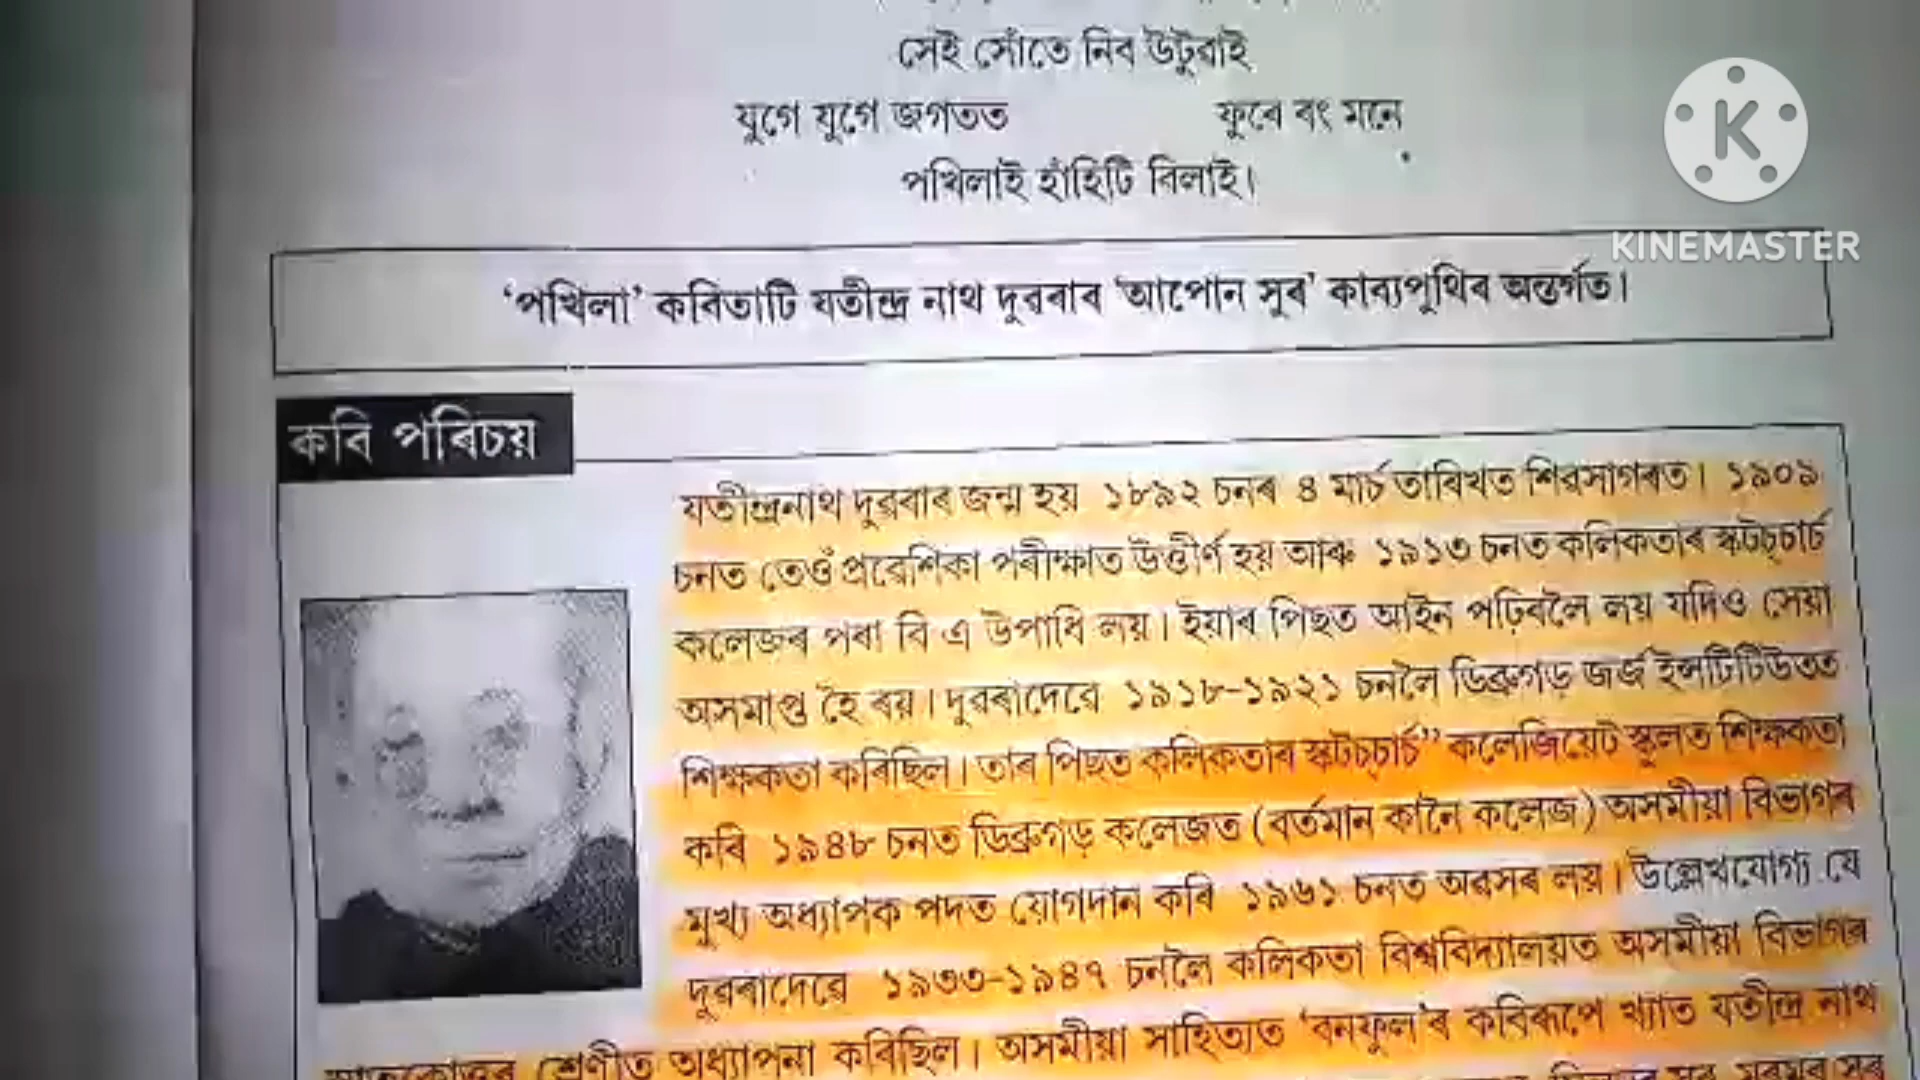 সেই সোঁতে নিব উটুৱাই
যুগে যুগে জগতত ফুৰে ৰং মনে
পখিলাই হাঁহিটি বিলাই।
KINEMASTER
‘পখিলা’ কবিতাটি যতীন্দ্ৰ নাথ দুৱৰাৰ ‘আপোন সুৰ’ কাব্যপুথিৰ অন্তৰ্গত।
কবি পৰিচয়
যতীন্দ্ৰনাথ দুৱৰাৰ জন্ম হয় ১৮৯২ চনৰ ৪ মাৰ্চ তাৰিখত শিৱসাগৰত। ১৯০৯
চনত তেওঁ প্ৰৱেশিকা পৰীক্ষাত উত্তীৰ্ণ হয় আৰু ১৯১৩ চনত কলিকতাৰ স্কটচ্চাৰ্চ
কলেজৰ পৰা বি এ উপাধি লয়। ইয়াৰ পিছত আইন পঢ়িবলৈ লয় যদিও সেয়া
অসমাপ্ত হৈ ৰয়। দুৱৰাদেৱে ১৯১৮-১৯২১ চনলৈ ডিব্ৰুগড় জৰ্জ ইন্সটিটিউতত
শিক্ষকতা কৰিছিল। তাৰ পিছত কলিকতাৰ স্কটচ্চাৰ্চ” কলেজিয়েট স্কুলত শিক্ষকতা
কৰি ১৯৪৮ চনত ডিব্ৰুগড় কলেজত (বৰ্তমান কানৈ কলেজ) অসমীয়া বিভাগৰ
মুখ্য অধ্যাপক পদত যোগদান কৰি ১৯৬১ চনত অৱসৰ লয়। উল্লেখযোগ্য যে
দুৱৰাদেৱে ১৯৩৩-১৯৪৭ চনলৈ কলিকতা বিশ্ববিদ্যালয়ত অসমীয়া বিভাগৰ
স্নাতকোত্তৰ শ্ৰেণীত অধ্যাপনা কৰিছিল। অসমীয়া সাহিত্যত ‘বনফুল’ৰ কবিৰূপে খ্যাত যতীন্দ্ৰ নাথ